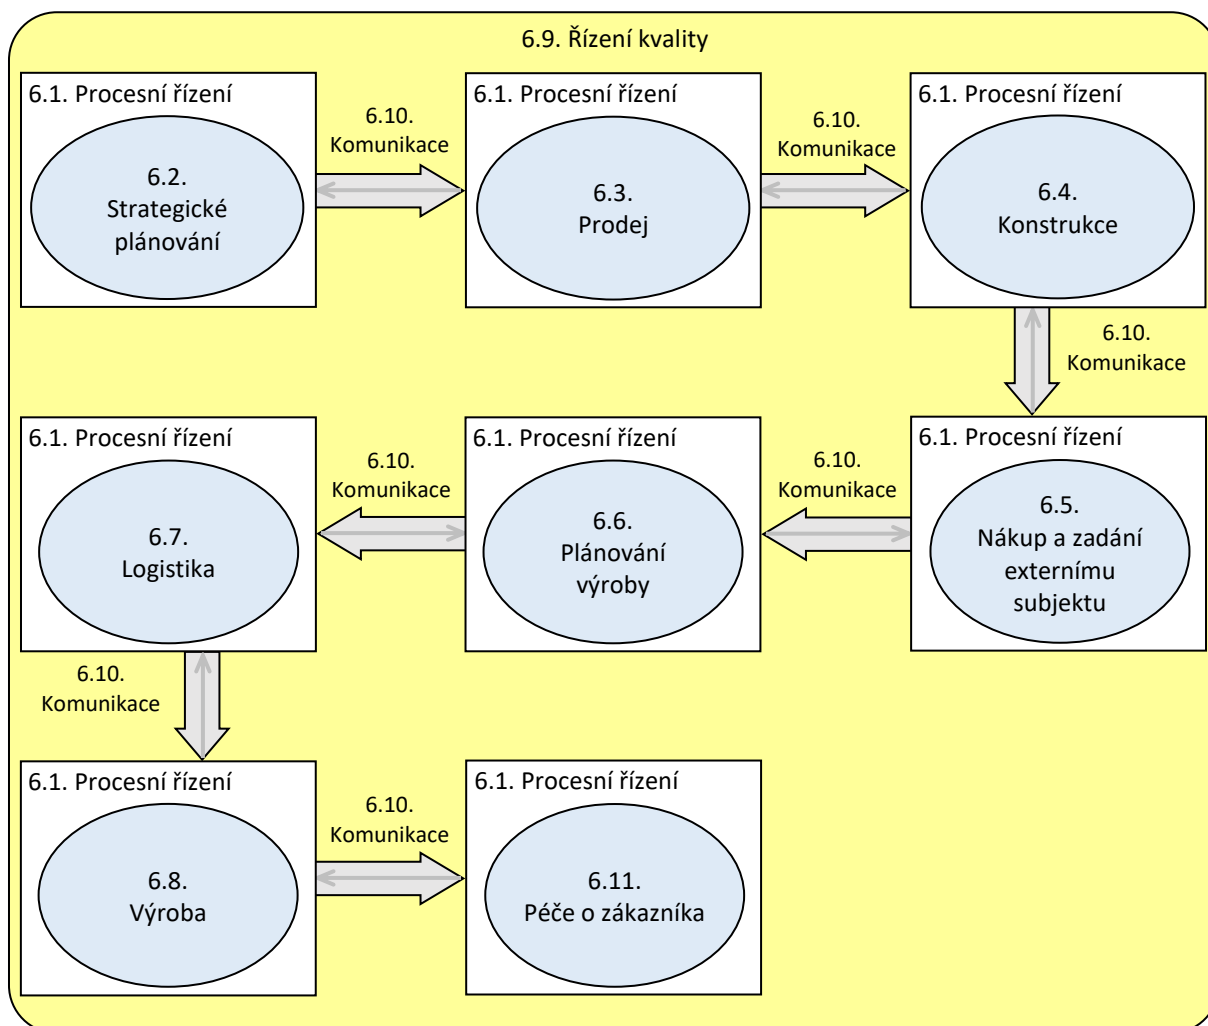 6.9. Řízení kvality
6.1. Procesní řízení
6.2.
Strategické
plánování
6.10.
Komunikace
6.1. Procesní řízení
6.3.
Prodej
6.10.
Komunikace
6.1. Procesní řízení
6.4.
Konstrukce
6.10.
Komunikace
6.1. Procesní řízení
6.5.
Nákup a zadání
externímu
subjektu
6.10.
Komunikace
6.1. Procesní řízení
6.6.
Plánování
výroby
6.10.
Komunikace
6.1. Procesní řízení
6.7.
Logistika
6.10.
Komunikace
6.1. Procesní řízení
6.8.
Výroba
6.10.
Komunikace
6.1. Procesní řízení
6.11.
Péče o zákazníka